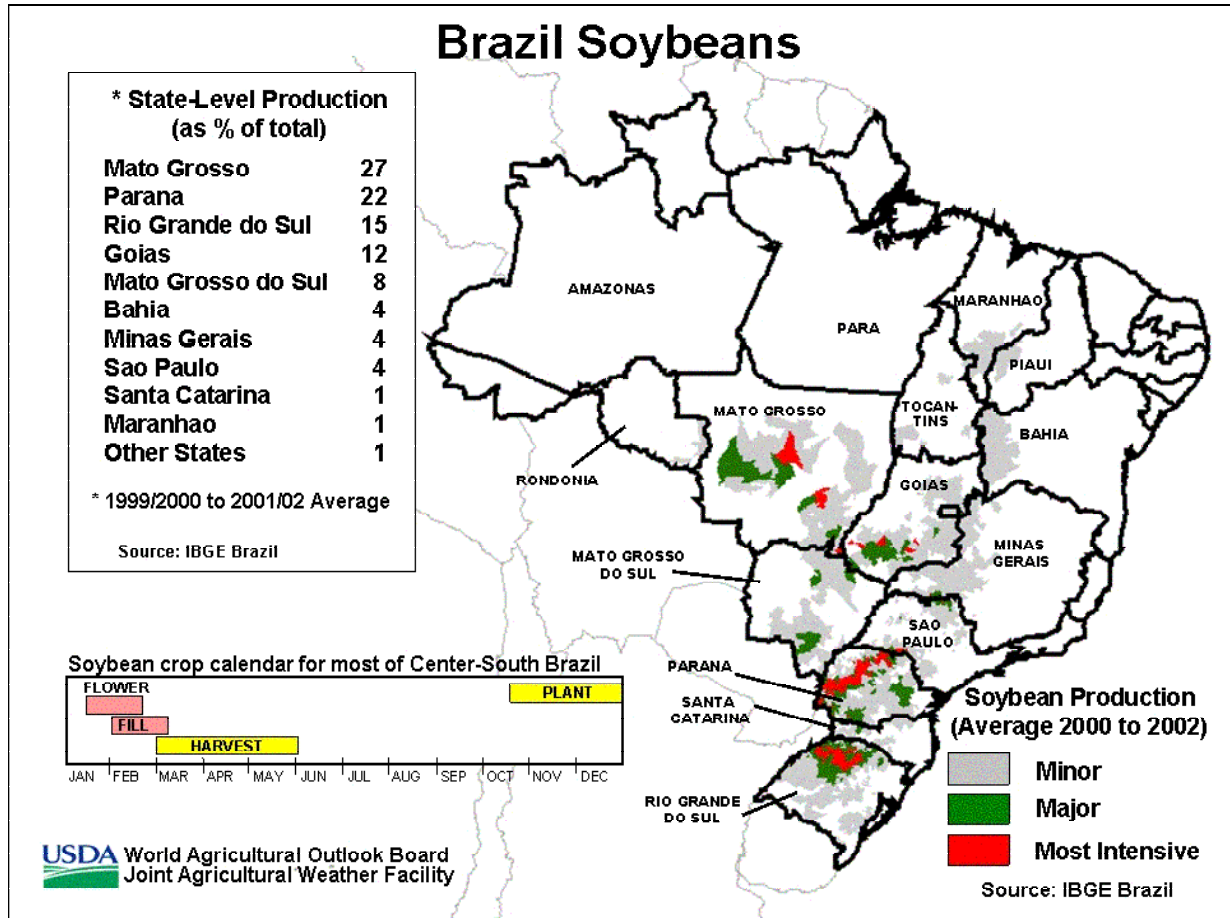 Brazil Soybeans
* State-Level Production
(as % of total)
Mato Grosso 27
Parana 22
Rio Grande do Sul 15
Goias 12
Mato Grosso do Sul 8
Bahia 4
Minas Gerais 4
Sao Paulo 4
Santa Catarina 1
Maranhao 1
Other States 1
* 1999/2000 to 2001/02 Average
Source: IBGE Brazil
AMAZONAS
PARA
MARANHAO
PIAUI
TOCAN-
TINS
BAHIA
MATO GROSSO
RONDONIA
GOIAS
MINAS
GERAIS
MATO GROSSO
DO SUL
SAO
PAULO
PARANA
SANTA
CATARINA
RIO GRANDE
DO SUL
Soybean crop calendar for most of Center-South Brazil
FLOWER
PLANT
FILL
HARVEST
JAN FEB MAR APR MAY JUN JUL AUG SEP OCT NOV DEC
Soybean Production
(Average 2000 to 2002)
Minor
Major
Most Intensive
Source: IBGE Brazil
USDA World Agricultural Outlook Board
Joint Agricultural Weather Facility